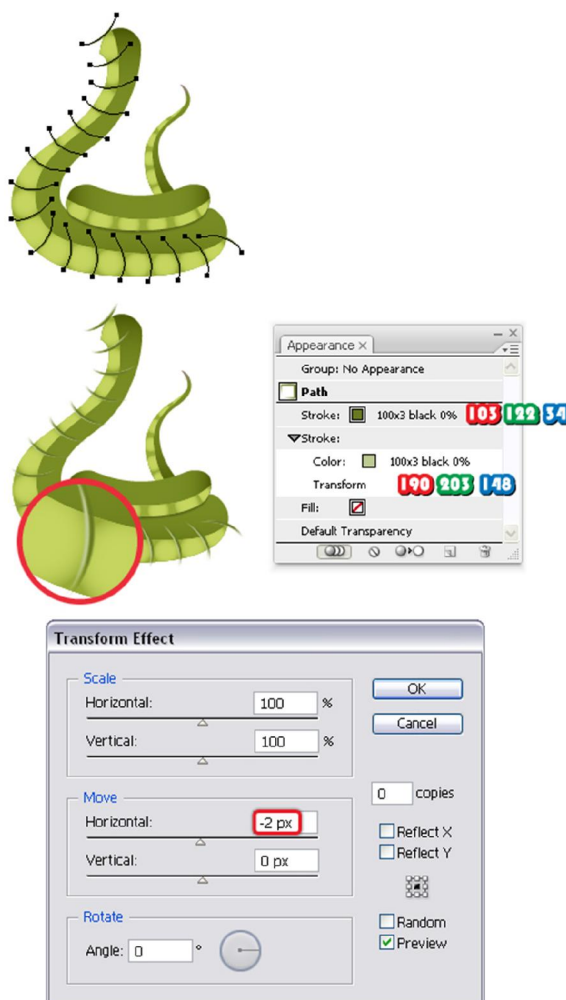 Appearance ×
Group: No Appearance
Path
Stroke: 100x3 black 0% 103 122 34
Stroke:
Color: 100x3 black 0%
Transform 190 203 148
Fill:
Default Transparency
Transform Effect
Scale
Horizontal: 100 %
Vertical: 100 %
OK
Cancel
Move
Horizontal: -2 px
Vertical: 0 px
0 copies
Reflect X
Reflect Y
Rotate
Angle: 0 °
Random
Preview